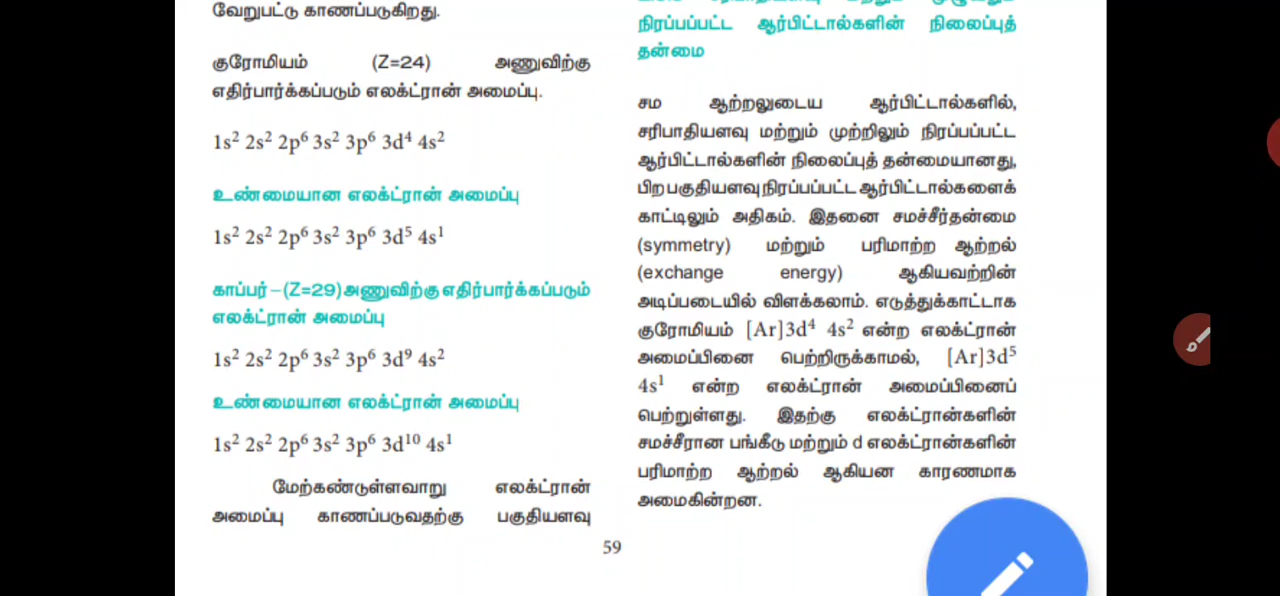 வேறுபட்டு காணப்படுகிறது.
குரோமியம் (Z=24) அணுவிற்கு
எதிர்பார்க்கப்படும் எலக்ட்ரான் அமைப்பு.
1s² 2s² 2p⁶ 3s² 3p⁶ 3d⁴ 4s²
உண்மையான எலக்ட்ரான் அமைப்பு
1s² 2s² 2p⁶ 3s² 3p⁶ 3d⁵ 4s¹
காப்பர் – (Z=29) அணுவிற்கு எதிர்பார்க்கப்படும்
எலக்ட்ரான் அமைப்பு
1s² 2s² 2p⁶ 3s² 3p⁶ 3d⁹ 4s²
உண்மையான எலக்ட்ரான் அமைப்பு
1s² 2s² 2p⁶ 3s² 3p⁶ 3d¹⁰ 4s¹
மேற்கண்டுள்ளவாறு எலக்ட்ரான்
அமைப்பு காணப்படுவதற்கு பகுதியளவு
நிரப்பப்பட்ட ஆர்பிட்டால்களின் நிலைப்புத்
தன்மை
சம ஆற்றலுடைய ஆர்பிட்டால்களில்,
சரிபாதியளவு மற்றும் முற்றிலும் நிரப்பப்பட்ட
ஆர்பிட்டால்களின் நிலைப்புத் தன்மையானது,
பிற பகுதியளவு நிரப்பப்பட்ட ஆர்பிட்டால்களைக்
காட்டிலும் அதிகம். இதனை சமச்சீர்தன்மை
(symmetry) மற்றும் பரிமாற்ற ஆற்றல்
(exchange energy) ஆகியவற்றின்
அடிப்படையில் விளக்கலாம். எடுத்துக்காட்டாக
குரோமியம் [Ar]3d⁴ 4s² என்ற எலக்ட்ரான்
அமைப்பினை பெற்றிருக்காமல், [Ar]3d⁵
4s¹ என்ற எலக்ட்ரான் அமைப்பினைப்
பெற்றுள்ளது. இதற்கு எலக்ட்ரான்களின்
சமச்சீரான பங்கீடு மற்றும் d எலக்ட்ரான்களின்
பரிமாற்ற ஆற்றல் ஆகியன காரணமாக
அமைகின்றன.
59